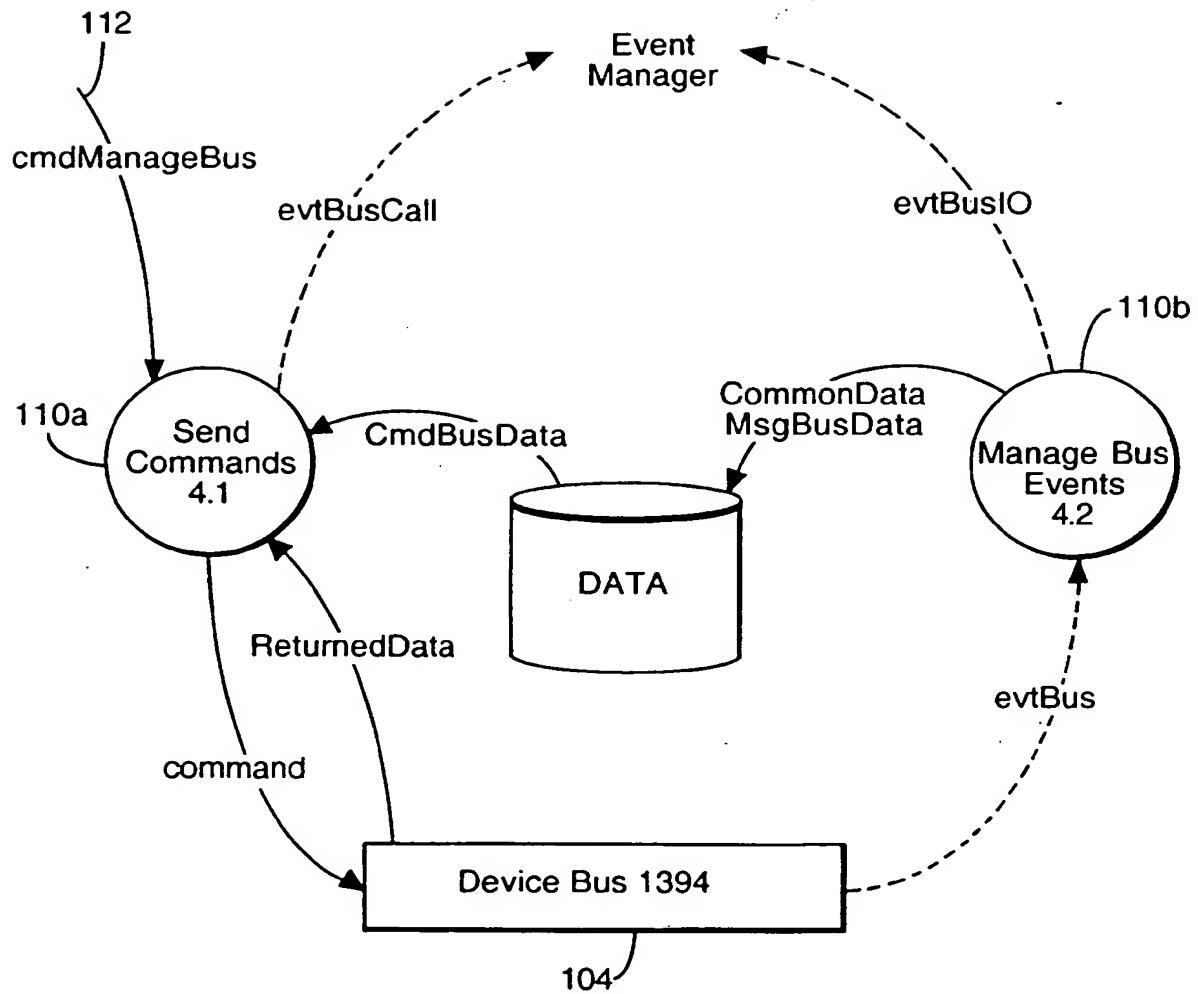 112
Event
Manager
cmdManageBus
evtBusCall
evtBusIO
110b
110a
Send
Commands
4.1
CmdBusData
CommonData
MsgBusData
Manage Bus
Events
4.2
DATA
ReturnedData
evtBus
command
Device Bus 1394
104